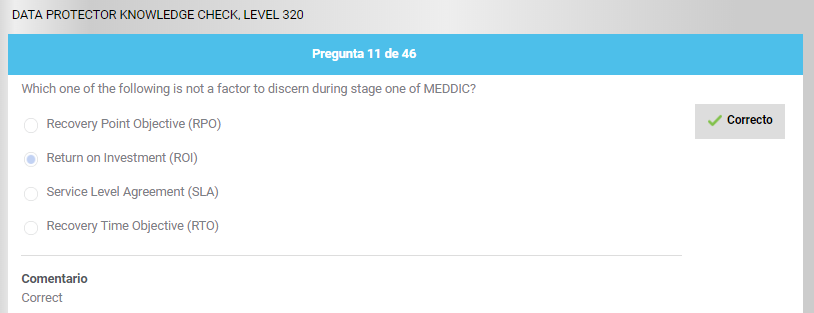 DATA PROTECTOR KNOWLEDGE CHECK, LEVEL 320
Pregunta 11 de 46
Which one of the following is not a factor to discern during stage one of MEDDIC?
Recovery Point Objective (RPO)
Correcto
Return on Investment (ROI)
Service Level Agreement (SLA)
Recovery Time Objective (RTO)
Comentario
Correct